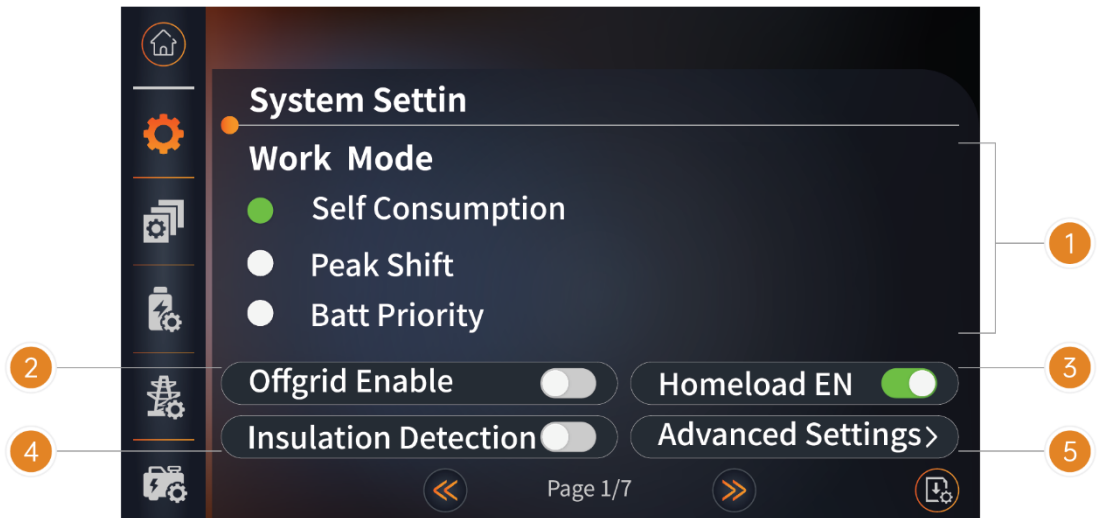 System Settin
Work Mode
Self Consumption
Peak Shift
Batt Priority
1
2
Offgrid Enable
Homeload EN
3
4
Insulation Detection
Advanced Settings>
5
Page 1/7